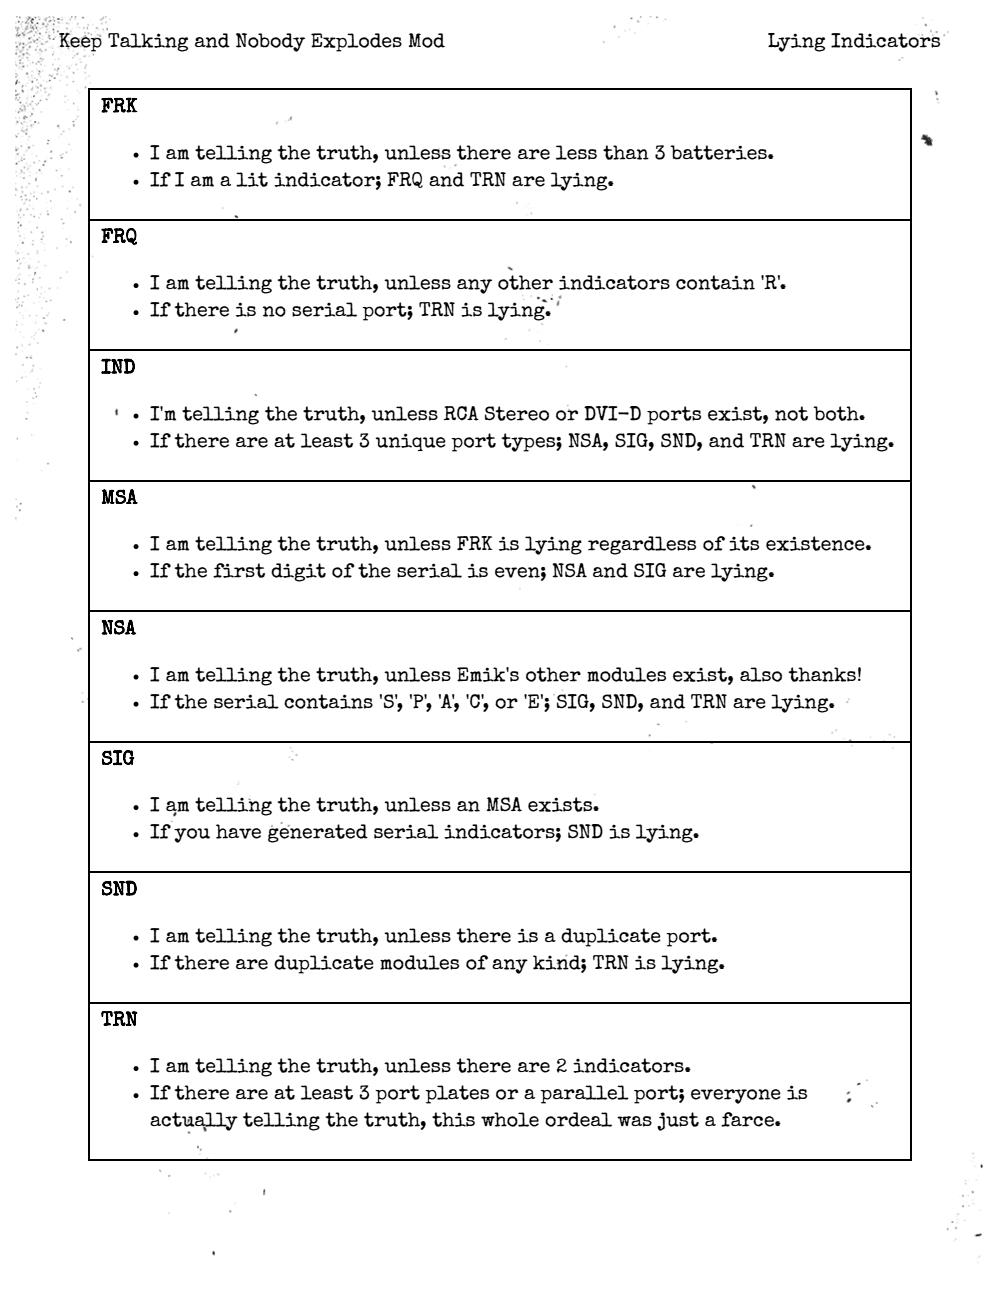 Keep Talking and Nobody Explodes Mod
Lying Indicators
FRK
• I am telling the truth, unless there are less than 3 batteries.
• If I am a lit indicator; FRQ and TRN are lying.
FRQ
• I am telling the truth, unless any other indicators contain 'R'.
• If there is no serial port; TRN is lying.
IND
• I'm telling the truth, unless RCA Stereo or DVI-D ports exist, not both.
• If there are at least 3 unique port types; NSA, SIG, SND, and TRN are lying.
MSA
• I am telling the truth, unless FRK is lying regardless of its existence.
• If the first digit of the serial is even; NSA and SIG are lying.
NSA
• I am telling the truth, unless Emik's other modules exist, also thanks!
• If the serial contains 'S', 'P', 'A', 'C', or 'E'; SIG, SND, and TRN are lying.
SIG
• I am telling the truth, unless an MSA exists.
• If you have generated serial indicators; SND is lying.
SND
• I am telling the truth, unless there is a duplicate port.
• If there are duplicate modules of any kind; TRN is lying.
TRN
• I am telling the truth, unless there are 2 indicators.
• If there are at least 3 port plates or a parallel port; everyone is
actually telling the truth, this whole ordeal was just a farce.